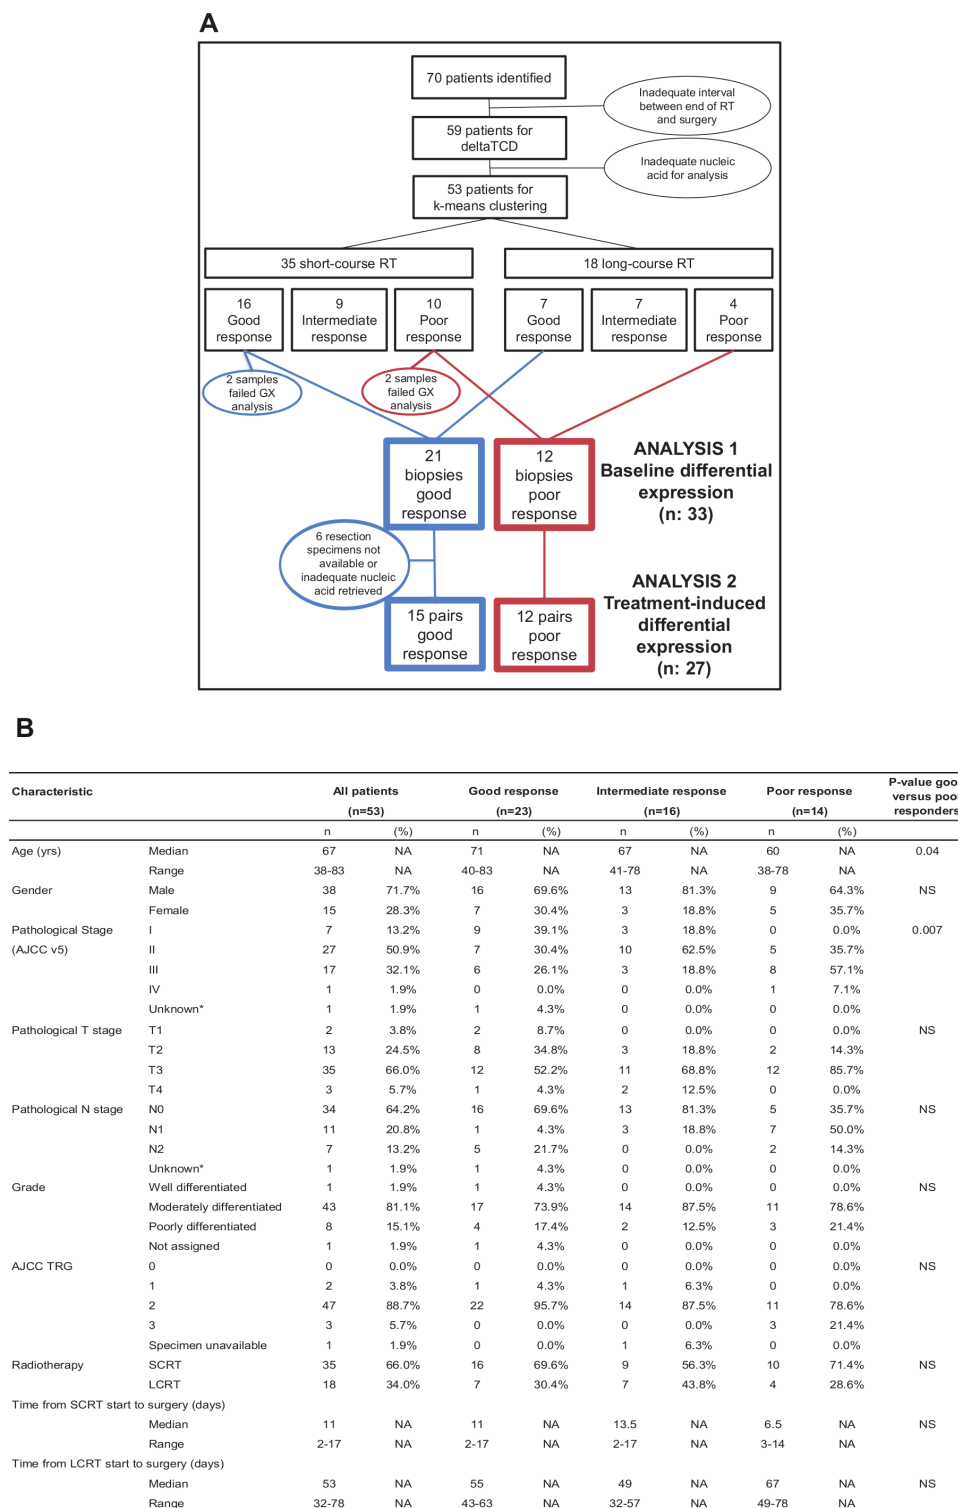 A
70 patients identified
Inadequate interval
between end of RT
and surgery
59 patients for
deltaTCD
Inadequate nucleic
acid for analysis
53 patients for
k-means clustering
35 short-course RT
18 long-course RT
16
Good
response
9
Intermediate
response
10
Poor
response
7
Good
response
7
Intermediate
response
4
Poor
response
2 samples
failed GX
analysis
2 samples
failed GX
analysis
21
biopsies
good
response
12
biopsies
poor
response
ANALYSIS 1
Baseline differential
expression
(n: 33)
6 resection
specimens not
available or
inadequate nucleic
acid retrieved
15 pairs
good
response
12 pairs
poor
response
ANALYSIS 2
Treatment-induced
differential
expression
(n: 27)
B
Characteristic All patients Good response Intermediate response Poor response P-value goo
versus poo
(n=53) (n=23) (n=16) (n=14) responders
n (%) n (%) n (%) n (%)
Age (yrs) Median 67 NA 71 NA 67 NA 60 NA 0.04
Range 38-83 NA 40-83 NA 41-78 NA 38-78 NA
Gender Male 38 71.7% 16 69.6% 13 81.3% 9 64.3% NS
Female 15 28.3% 7 30.4% 3 18.8% 5 35.7%
Pathological Stage I 7 13.2% 9 39.1% 3 18.8% 0 0.0% 0.007
(AJCC v5) II 27 50.9% 7 30.4% 10 62.5% 5 35.7%
III 17 32.1% 6 26.1% 3 18.8% 8 57.1%
IV 1 1.9% 0 0.0% 0 0.0% 1 7.1%
Unknown* 1 1.9% 1 4.3% 0 0.0% 0 0.0%
Pathological T stage T1 2 3.8% 2 8.7% 0 0.0% 0 0.0% NS
T2 13 24.5% 8 34.8% 3 18.8% 2 14.3%
T3 35 66.0% 12 52.2% 11 68.8% 12 85.7%
T4 3 5.7% 1 4.3% 2 12.5% 0 0.0%
Pathological N stage N0 34 64.2% 16 69.6% 13 81.3% 5 35.7% NS
N1 11 20.8% 1 4.3% 3 18.8% 7 50.0%
N2 7 13.2% 5 21.7% 0 0.0% 2 14.3%
Unknown* 1 1.9% 1 4.3% 0 0.0% 0 0.0%
Grade Well differentiated 1 1.9% 1 4.3% 0 0.0% 0 0.0% NS
Moderately differentiated 43 81.1% 17 73.9% 14 87.5% 11 78.6%
Poorly differentiated 8 15.1% 4 17.4% 2 12.5% 3 21.4%
Not assigned 1 1.9% 1 4.3% 0 0.0% 0 0.0%
AJCC TRG 0 0 0.0% 0 0.0% 0 0.0% 0 0.0% NS
1 2 3.8% 1 4.3% 1 6.3% 0 0.0%
2 47 88.7% 22 95.7% 14 87.5% 11 78.6%
3 3 5.7% 0 0.0% 0 0.0% 3 21.4%
Specimen unavailable 1 1.9% 0 0.0% 1 6.3% 0 0.0%
Radiotherapy SCRT 35 66.0% 16 69.6% 9 56.3% 10 71.4% NS
LCRT 18 34.0% 7 30.4% 7 43.8% 4 28.6%
Time from SCRT start to surgery (days)
Median 11 NA 11 NA 13.5 NA 6.5 NA NS
Range 2-17 NA 2-17 NA 2-17 NA 3-14 NA
Time from LCRT start to surgery (days)
Median 53 NA 55 NA 49 NA 67 NA NS
Range 32-78 NA 43-63 NA 32-57 NA 49-78 NA